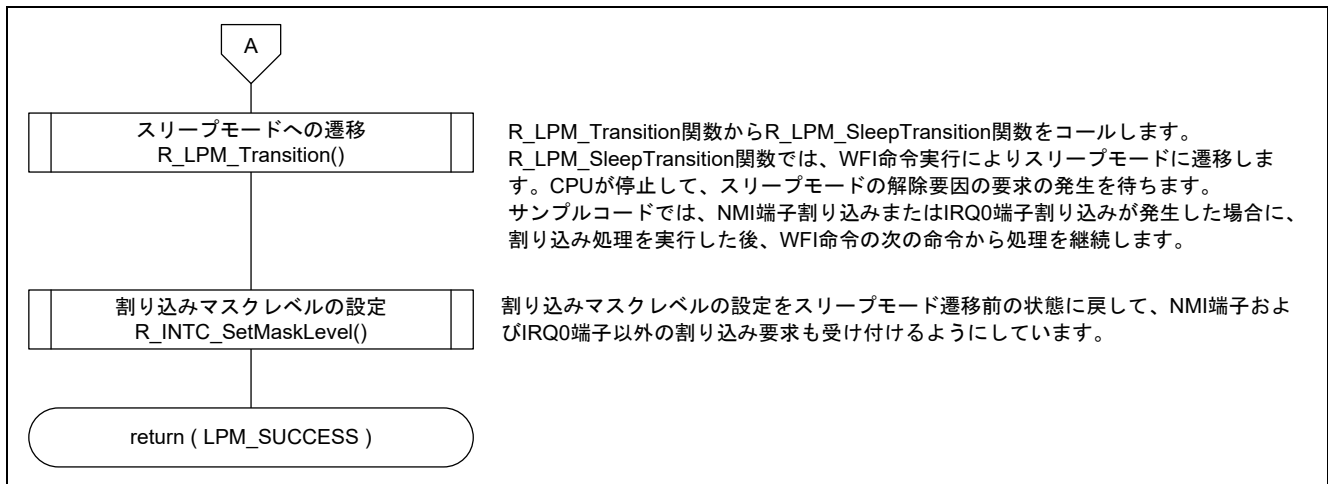 A
スリープモードへの遷移
R_LPM_Transition()
R_LPM_Transition関数からR_LPM_SleepTransition関数をコールします。
R_LPM_SleepTransition関数では、WFI命令実行によりスリープモードに遷移しま
す。CPUが停止して、スリープモードの解除要因の要求の発生を待ちます。
サンプルコードでは、NMI端子割り込みまたはIRQ0端子割り込みが発生した場合に、
割り込み処理を実行した後、WFI命令の次の命令から処理を継続します。
割り込みマスクレベルの設定
R_INTC_SetMaskLevel()
割り込みマスクレベルの設定をスリープモード遷移前の状態に戻して、NMI端子およ
びIRQ0端子以外の割り込み要求も受け付けるようにしています。
return ( LPM_SUCCESS )